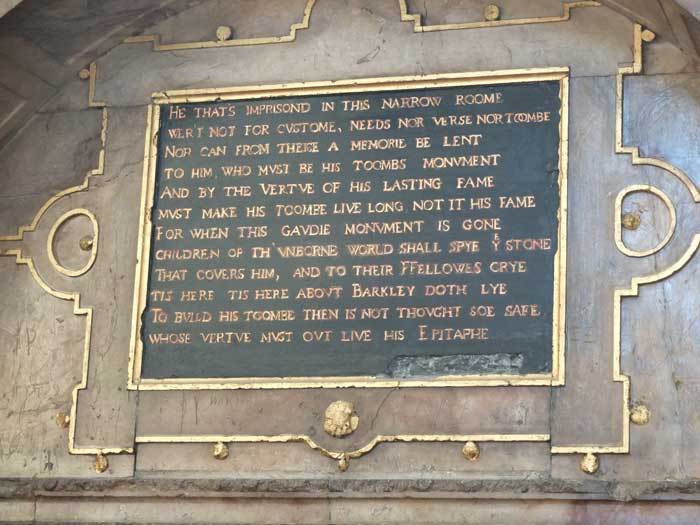 HE THAT'S IMPRISOND IN THIS NARROW ROOME
WER'T NOT FOR CVSTOME, NEEDS NOR VERSE NOR TOOMBE
NOR CAN FROM THEISE A MEMORIE BE LENT
TO HIM, WHO MVST BE HIS TOOMBS MONVMENT
AND BY THE VERTVE OF HIS LASTING FAME
MVST MAKE HIS TOOMBE LIVE LONG NOT IT HIS FAME
FOR WHEN THIS GAVDIE MONVMENT IS GONE
CHILDREN OF TH' VNBORNE WORLD SHALL SPYE Yᴱ STONE
THAT COVERS HIM, AND TO THEIR FFELLOWES CRYE
TIS HERE TIS HERE ABOVT BARKLEY DOTH LYE
TO BVILD HIS TOOMBE THEN IS NOT THOVGHT SOE SAFE
WHOSE VERTVE MVST OVT LIVE HIS EPITAPHE